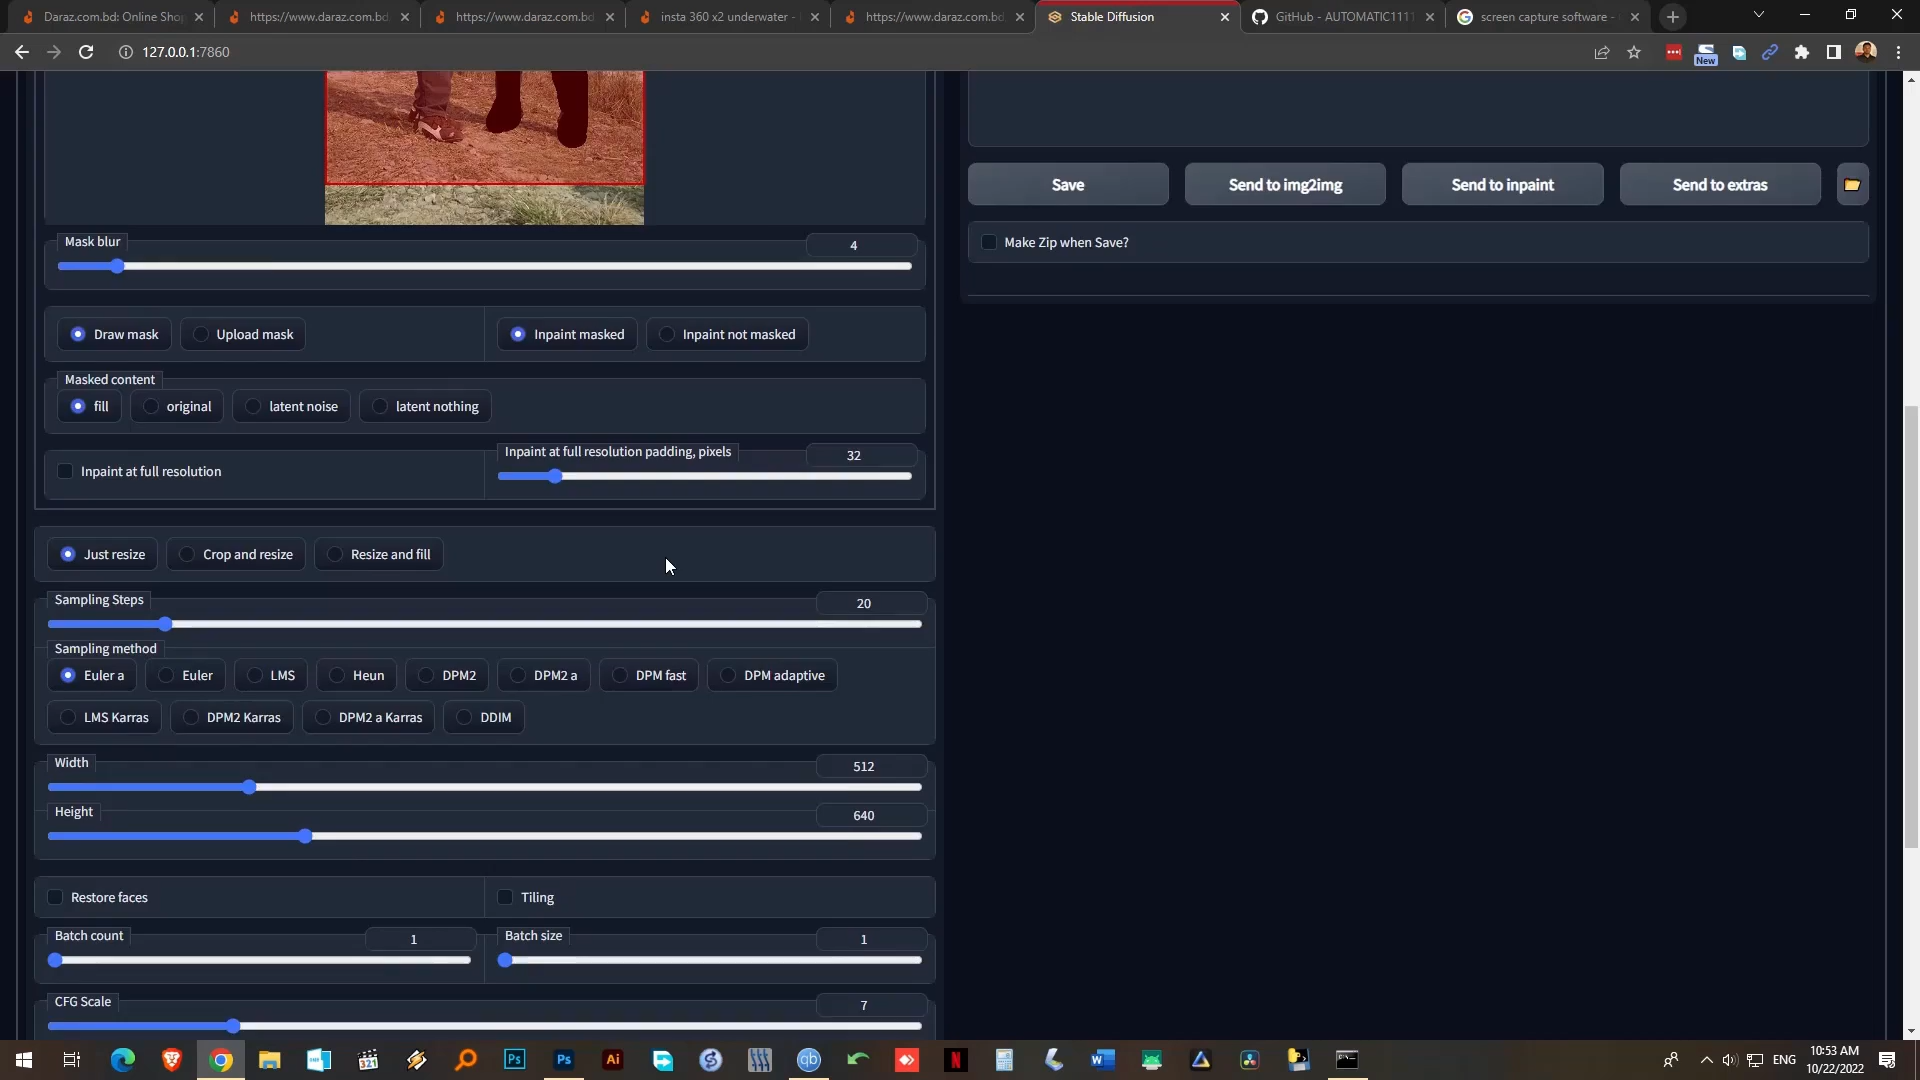 Daraz.com.bd: Online Shop
https://www.daraz.com.bd
https://www.daraz.com.bd
insta 360 x2 underwater -
https://www.daraz.com.bd
Stable Diffusion
GitHub - AUTOMATIC1111
screen capture software -
127.0.0.1:7860
New
Save
Send to img2img
Send to inpaint
Send to extras
Make Zip when Save?
Mask blur
4
Draw mask
Upload mask
Inpaint masked
Inpaint not masked
Masked content
fill
original
latent noise
latent nothing
Inpaint at full resolution
Inpaint at full resolution padding, pixels
32
Just resize
Crop and resize
Resize and fill
Sampling Steps
20
Sampling method
Euler a
Euler
LMS
Heun
DPM2
DPM2 a
DPM fast
DPM adaptive
LMS Karras
DPM2 Karras
DPM2 a Karras
DDIM
Width
512
Height
640
Restore faces
Tiling
Batch count
1
Batch size
1
CFG Scale
7
321
Ps
Ps
Ai
qb
N
W
ENG
10:53 AM
10/22/2022